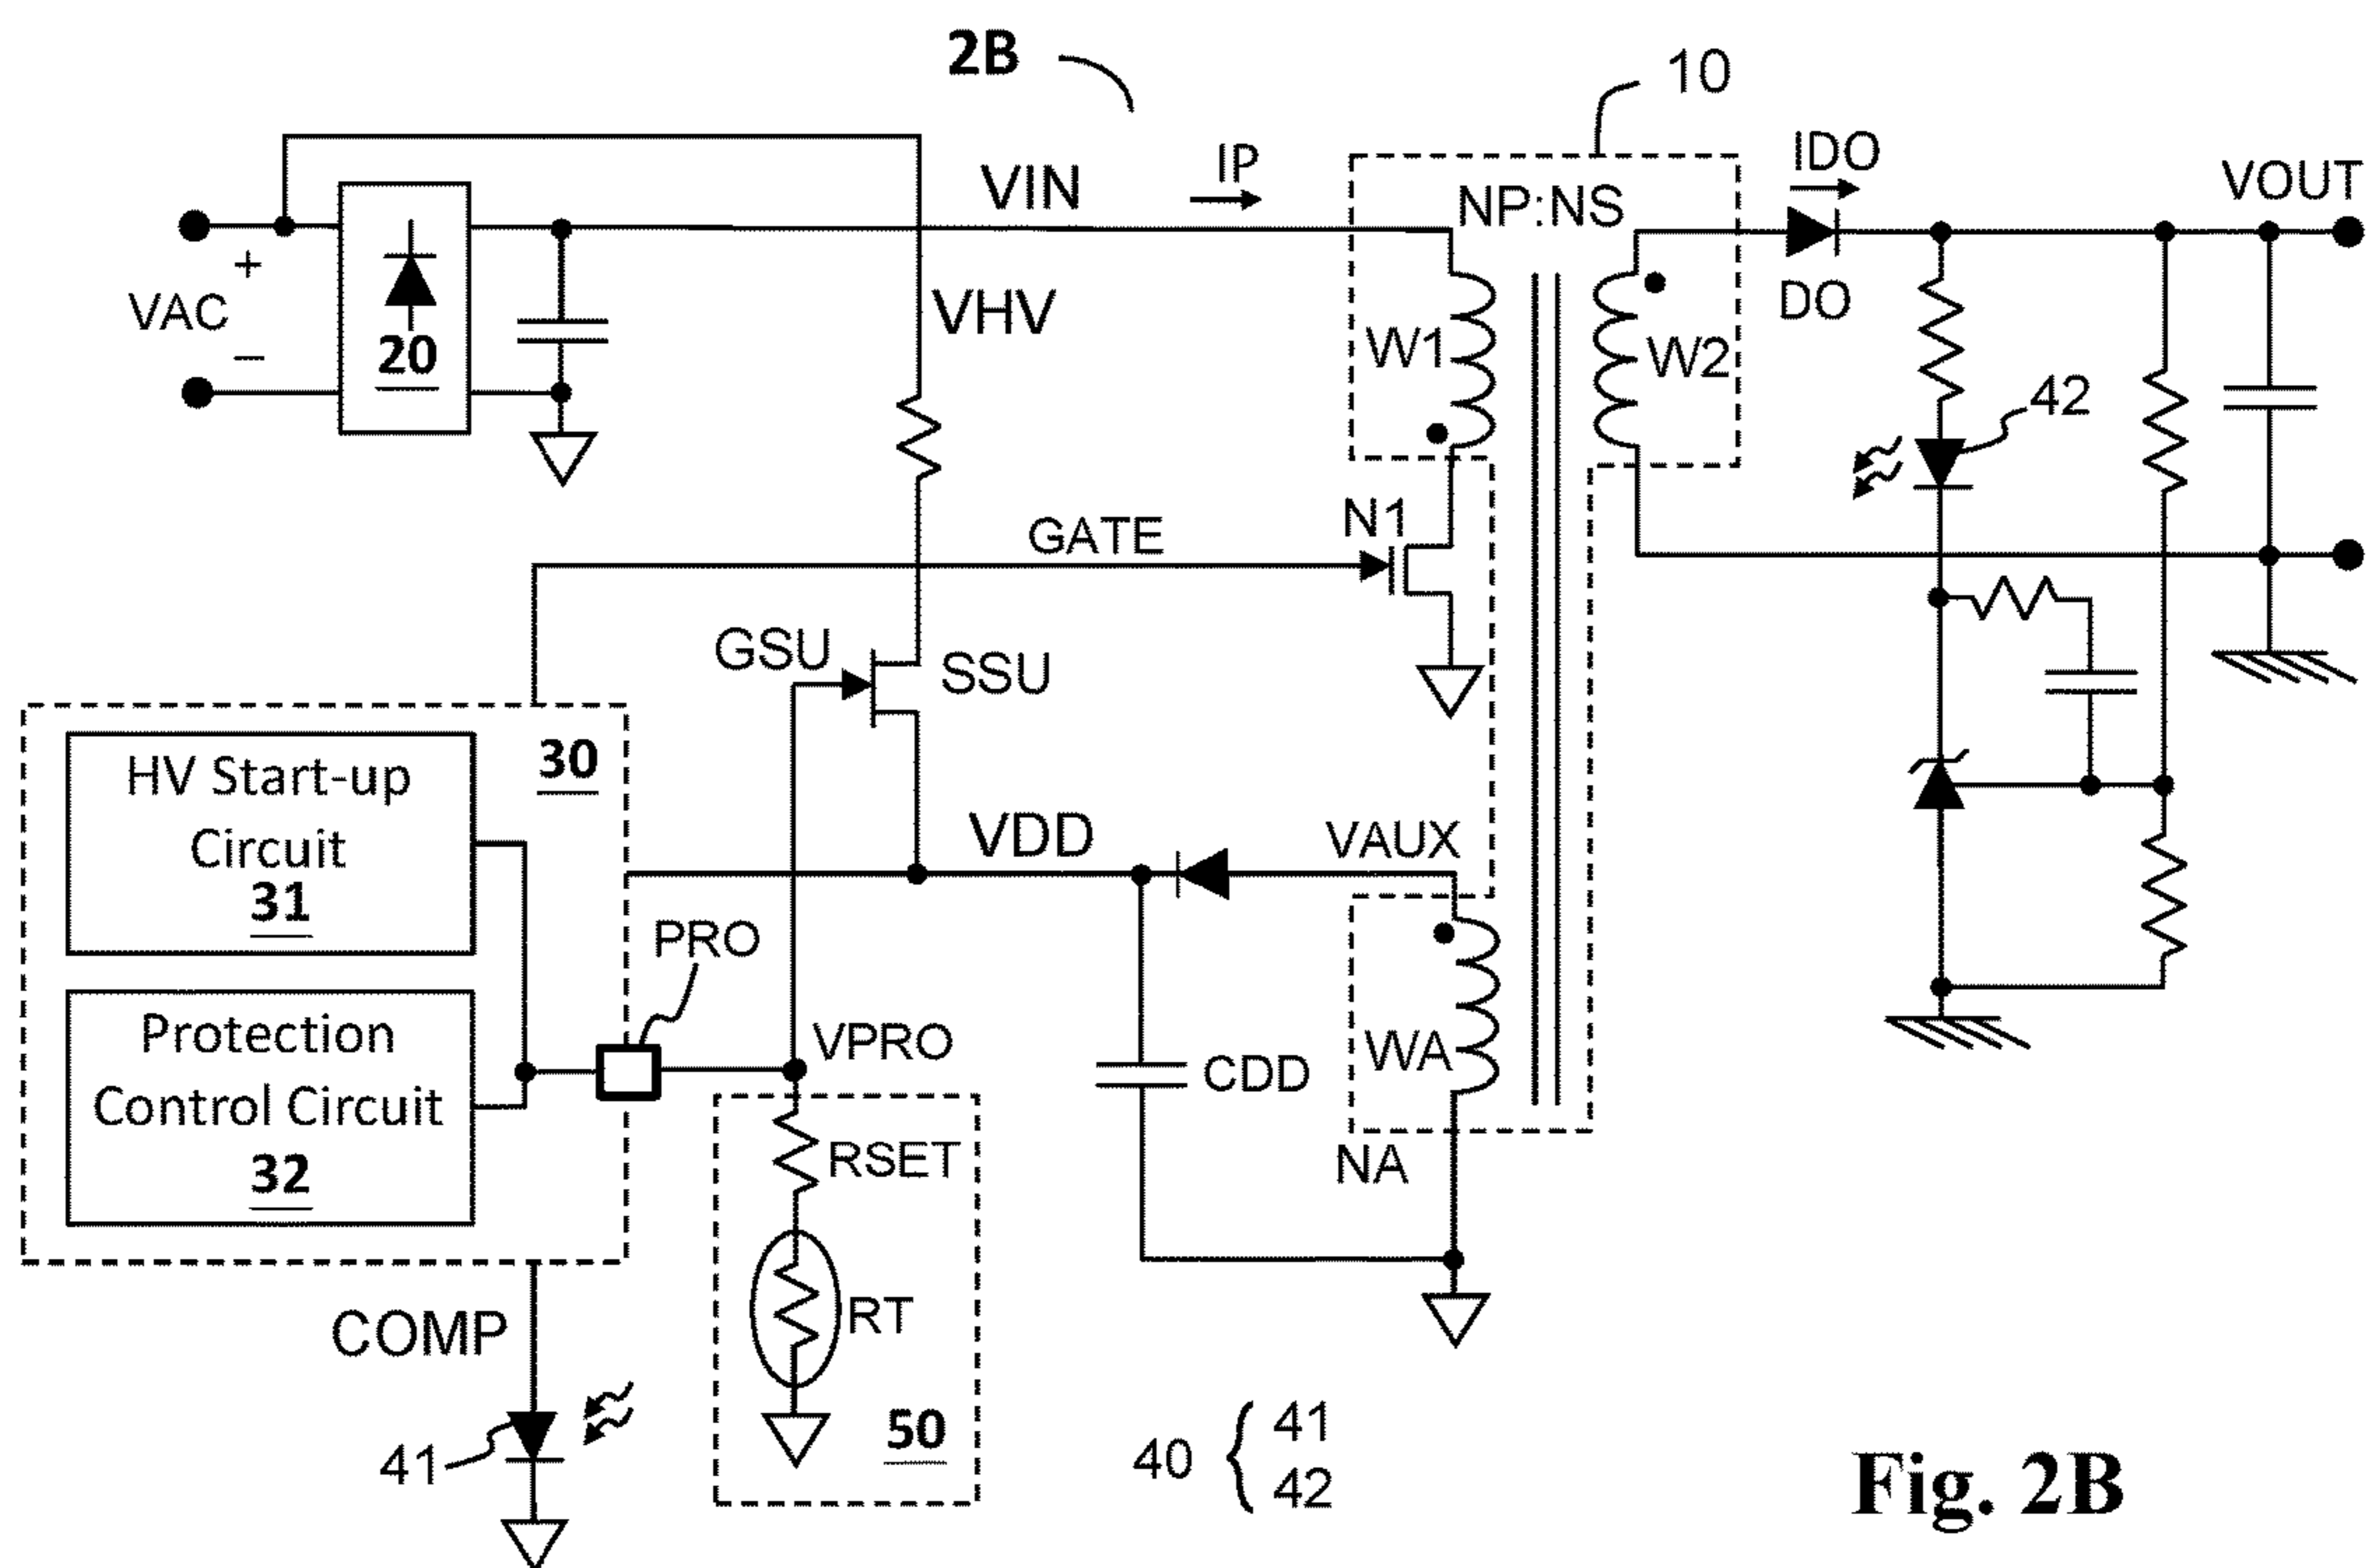 2B
10
IP
IDO
VOUT
VIN
NP:NS
+
VAC
−
20
VHV
W1
W2
DO
42
GATE
N1
GSU
SSU
30
HV Start-up
Circuit
31
VDD
VAUX
PRO
Protection
Control Circuit
32
VPRO
CDD
WA
NA
RSET
RT
50
COMP
41
40 {
41
42
Fig. 2B